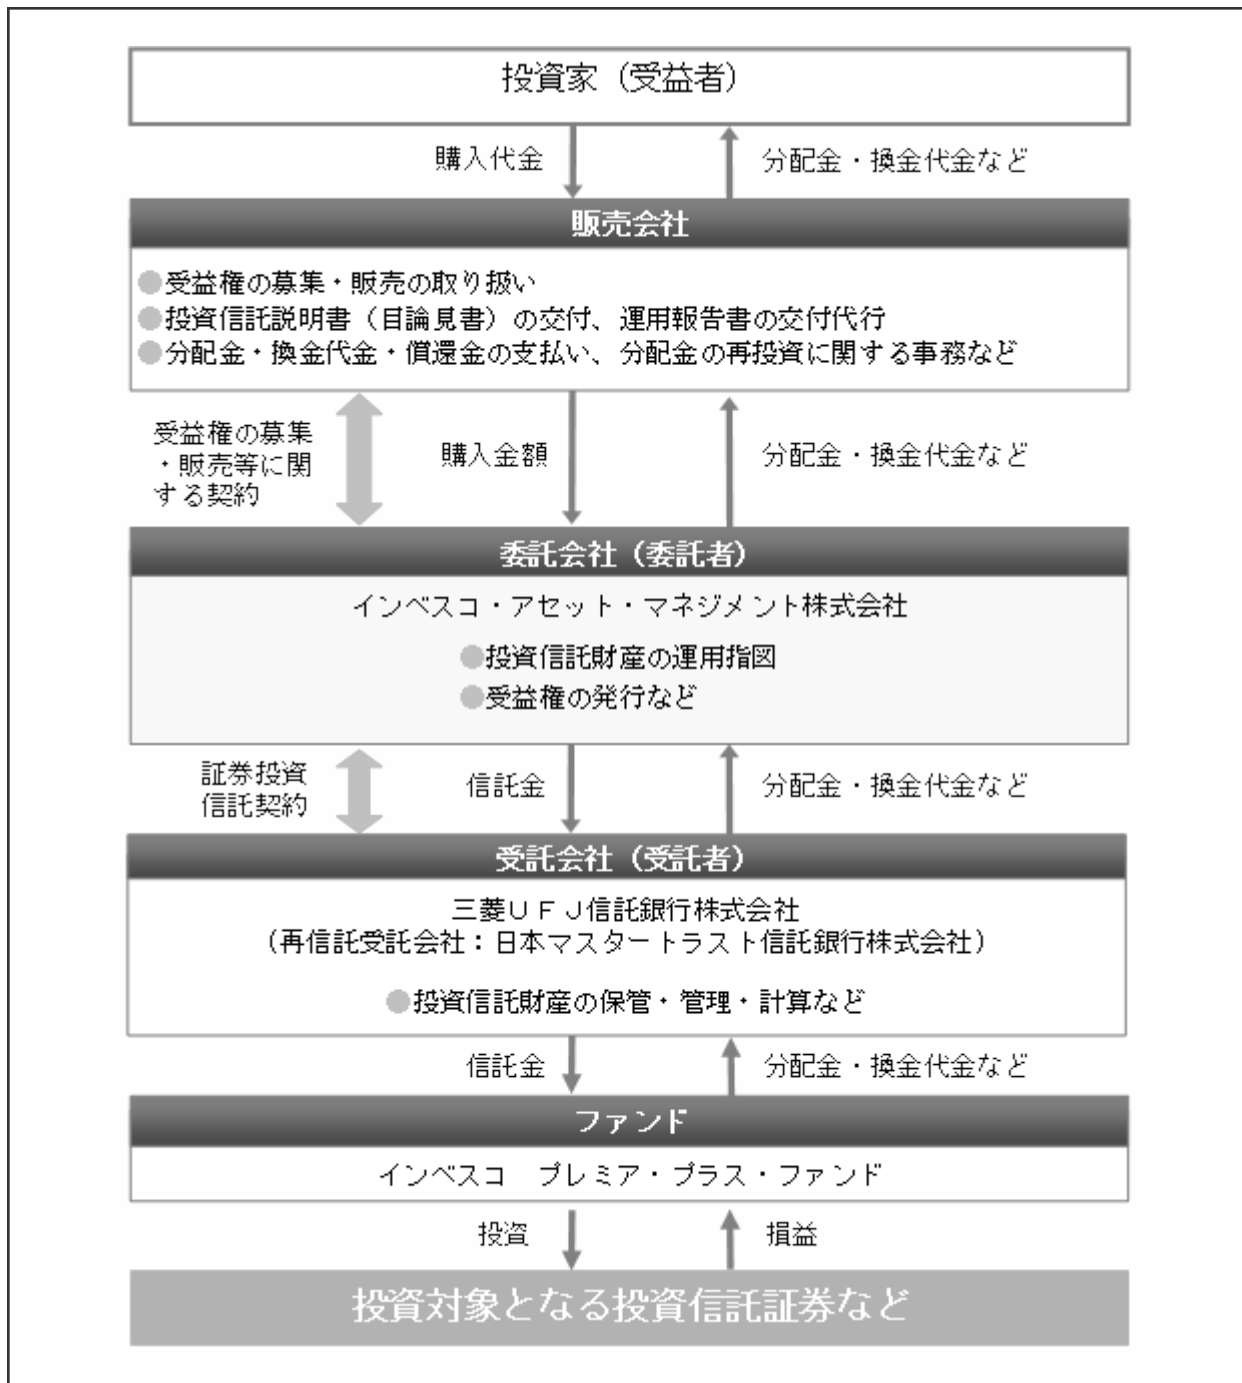 投資家（受益者）
購入代金
分配金・換金代金など
販売会社
●受益権の募集・販売の取り扱い
●投資信託説明書（目論見書）の交付、運用報告書の交付代行
●分配金・換金代金・償還金の支払い、分配金の再投資に関する事務など
受益権の募集
・販売等に関
する契約
購入金額
分配金・換金代金など
委託会社（委託者）
インベスコ・アセット・マネジメント株式会社
●投資信託財産の運用指図
●受益権の発行など
証券投資
信託契約
信託金
分配金・換金代金など
受託会社（受託者）
三菱ＵＦＪ信託銀行株式会社
（再信託受託会社：日本マスタートラスト信託銀行株式会社）
●投資信託財産の保管・管理・計算など
信託金
分配金・換金代金など
ファンド
インベスコ　プレミア・プラス・ファンド
投資
損益
投資対象となる投資信託証券など